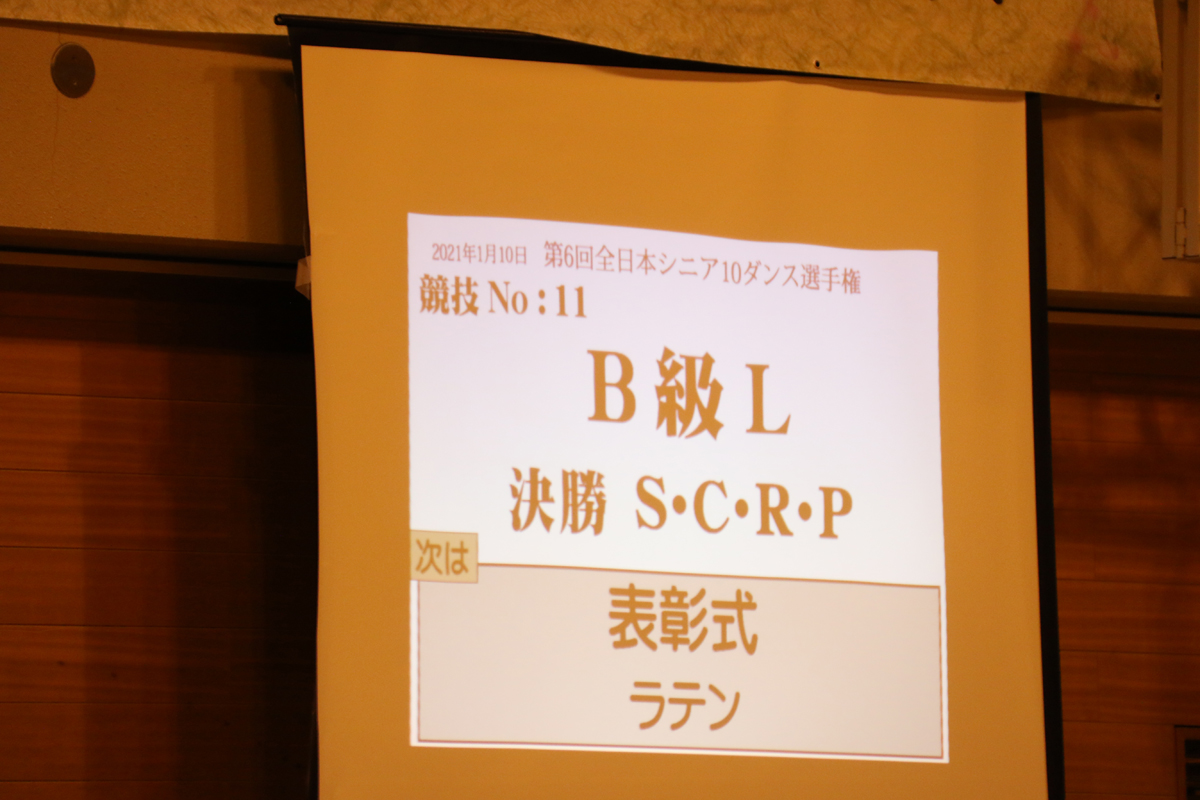 2021年1月10日 第6回全日本シニア10ダンス選手権
競技 No：11
B級L
決勝 S・C・R・P
次は
表彰式
ラテン